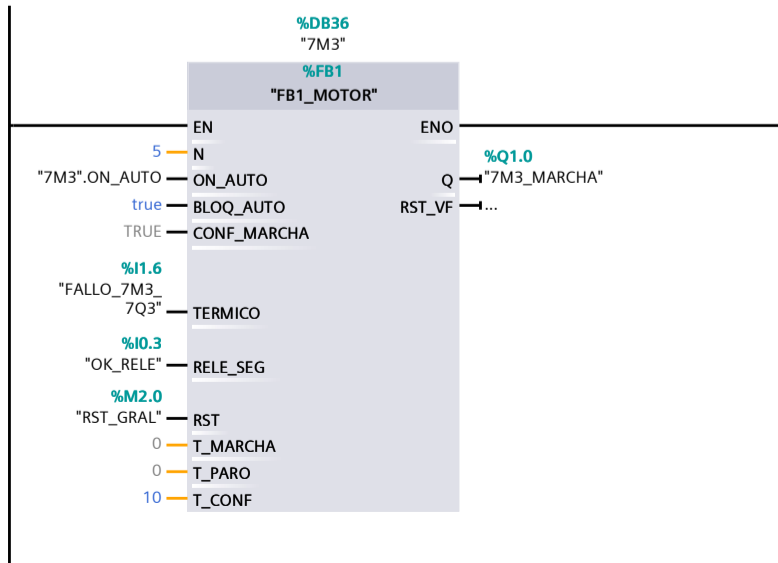 %DB36
"7M3"
%FB1
"FB1_MOTOR"
EN ENO
5 N
%Q1.0
"7M3".ON_AUTO ON_AUTO Q "7M3_MARCHA"
true BLOQ_AUTO RST_VF ...
TRUE CONF_MARCHA
%I1.6
"FALLO_7M3_
7Q3" TERMICO
%I0.3
"OK_RELE" RELE_SEG
%M2.0
"RST_GRAL" RST
0 T_MARCHA
0 T_PARO
10 T_CONF